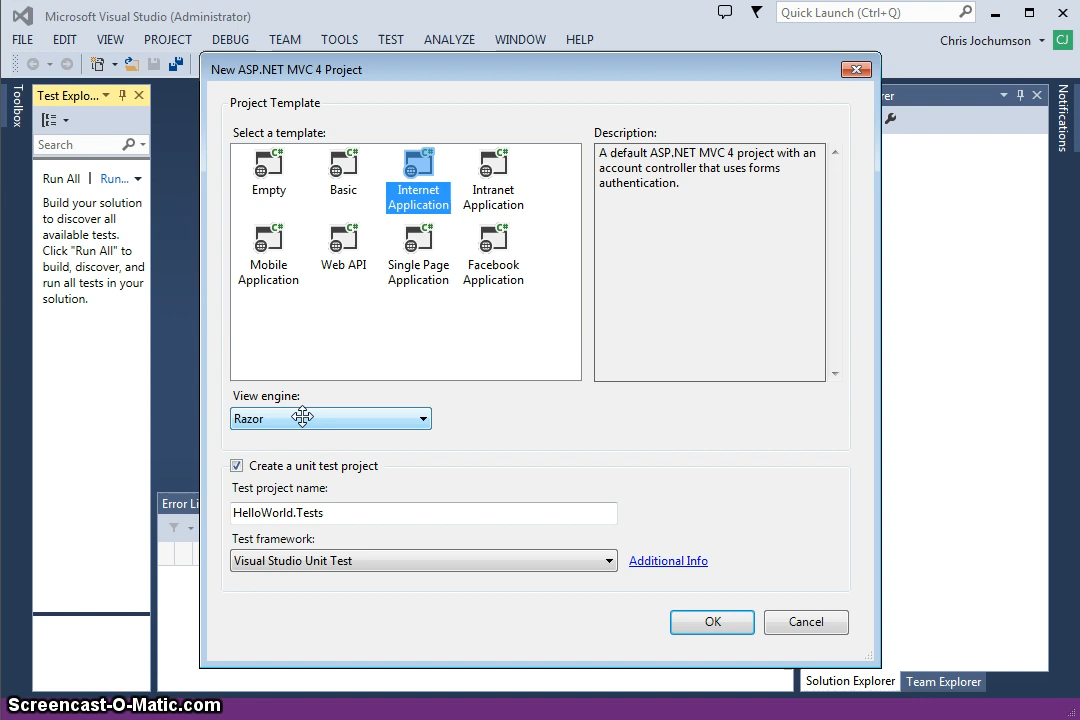 Microsoft Visual Studio (Administrator)
Quick Launch (Ctrl+Q)
FILE EDIT VIEW PROJECT DEBUG TEAM TOOLS TEST ANALYZE WINDOW HELP
Chris Jochumson
CJ
Toolbox
Test Explo...
Search
Run All | Run...
Build your solution
to discover all
available tests.
Click "Run All" to
build, discover, and
run all tests in your
solution.
New ASP.NET MVC 4 Project
Project Template
Select a template:
C# Empty
C# Basic
C# Internet
Application
C# Intranet
Application
C# Mobile
Application
C# Web API
C# Single Page
Application
C# Facebook
Application
Description:
A default ASP.NET MVC 4 project with an
account controller that uses forms
authentication.
View engine:
Razor
Create a unit test project
Test project name:
HelloWorld.Tests
Test framework:
Visual Studio Unit Test
Additional Info
OK Cancel
Error Li
rer
Notifications
Solution Explorer Team Explorer
Screencast-O-Matic.com